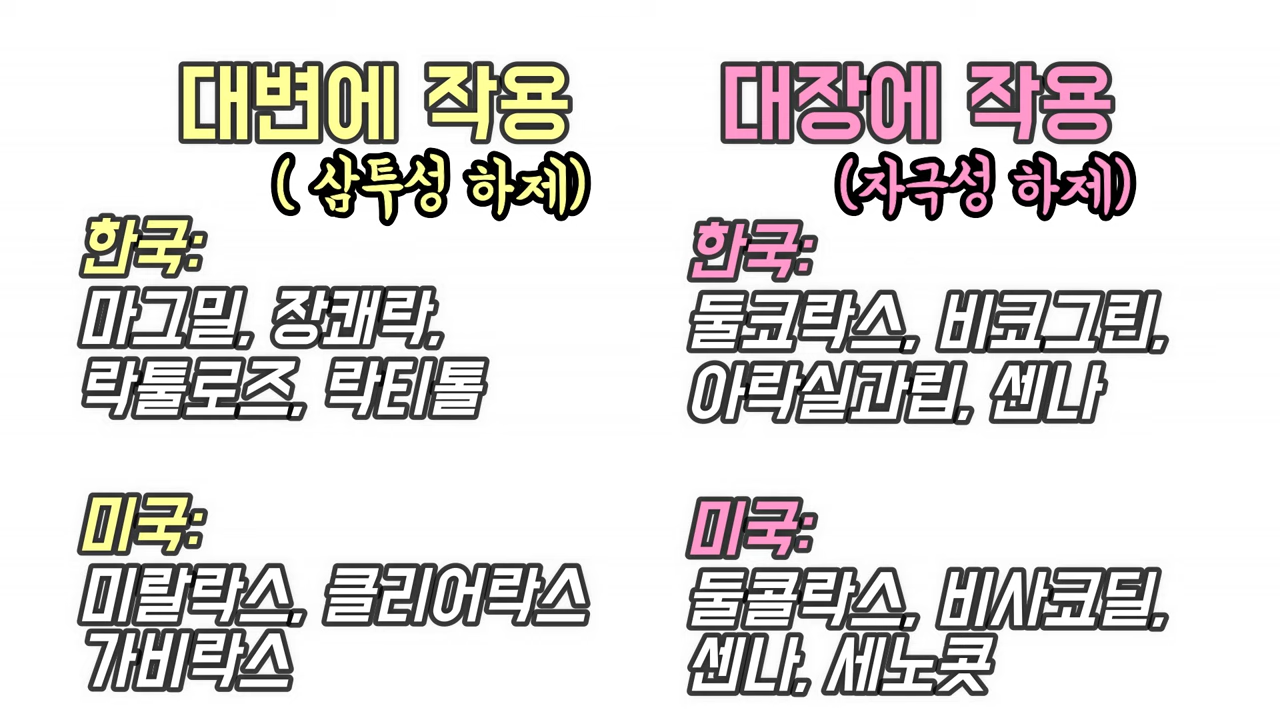 대변에 작용
( 삼투성 하제)
한국:
마그밀, 장쾌락,
락툴로즈, 락티톨
미국:
미랄락스, 클리어락스
가비락스
대장에 작용
(자극성 하제)
한국:
둘코락스, 비코그린,
아락실과립, 센나
미국:
둘콜락스, 비사코딜,
센나, 세노콧